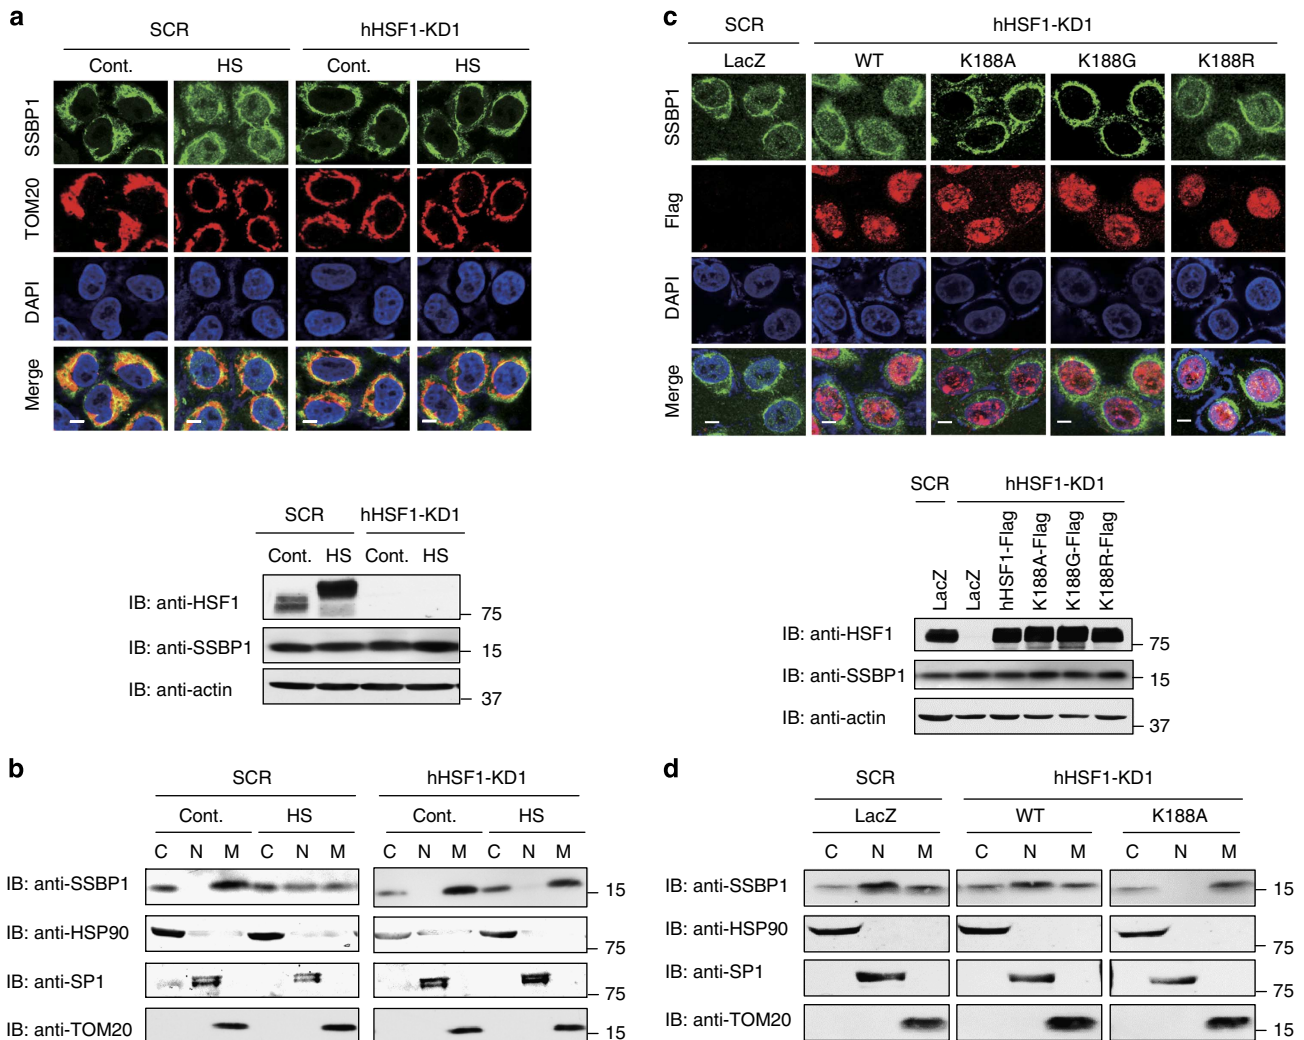 a
SCR hHSF1-KD1
Cont. HS Cont. HS
SSBP1
TOM20
DAPI
Merge
SCR hHSF1-KD1
Cont. HS Cont. HS
IB: anti-HSF1 75
IB: anti-SSBP1 15
IB: anti-actin 37
b
SCR hHSF1-KD1
Cont. HS Cont. HS
C N M C N M C N M C N M
IB: anti-SSBP1 15
IB: anti-HSP90 75
IB: anti-SP1 75
IB: anti-TOM20 15
c
SCR hHSF1-KD1
LacZ WT K188A K188G K188R
SSBP1
Flag
DAPI
Merge
SCR hHSF1-KD1
LacZ LacZ hHSF1-Flag K188A-Flag K188G-Flag K188R-Flag
IB: anti-HSF1 75
IB: anti-SSBP1 15
IB: anti-actin 37
d
SCR hHSF1-KD1
LacZ WT K188A
C N M C N M C N M
IB: anti-SSBP1 15
IB: anti-HSP90 75
IB: anti-SP1 75
IB: anti-TOM20 15